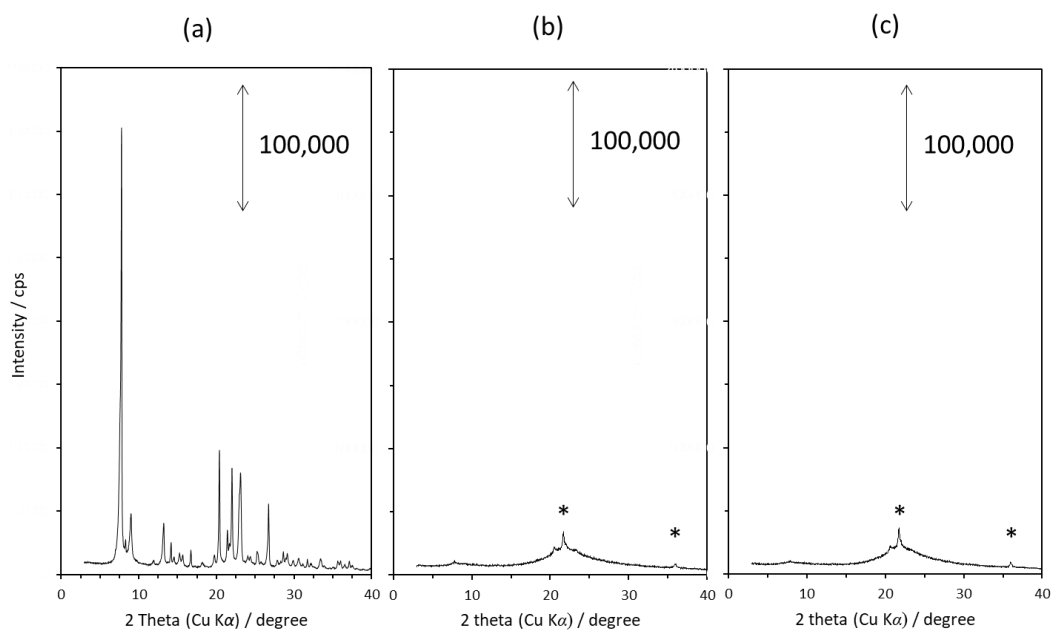 (a) (b) (c)
100,000 100,000 100,000
Intensity / cps
* * * *
0 10 20 30 40 0 10 20 30 40 0 10 20 30 40
2 Theta (Cu Kα) / degree 2 theta (Cu Kα) / degree 2 theta (Cu Kα) / degree